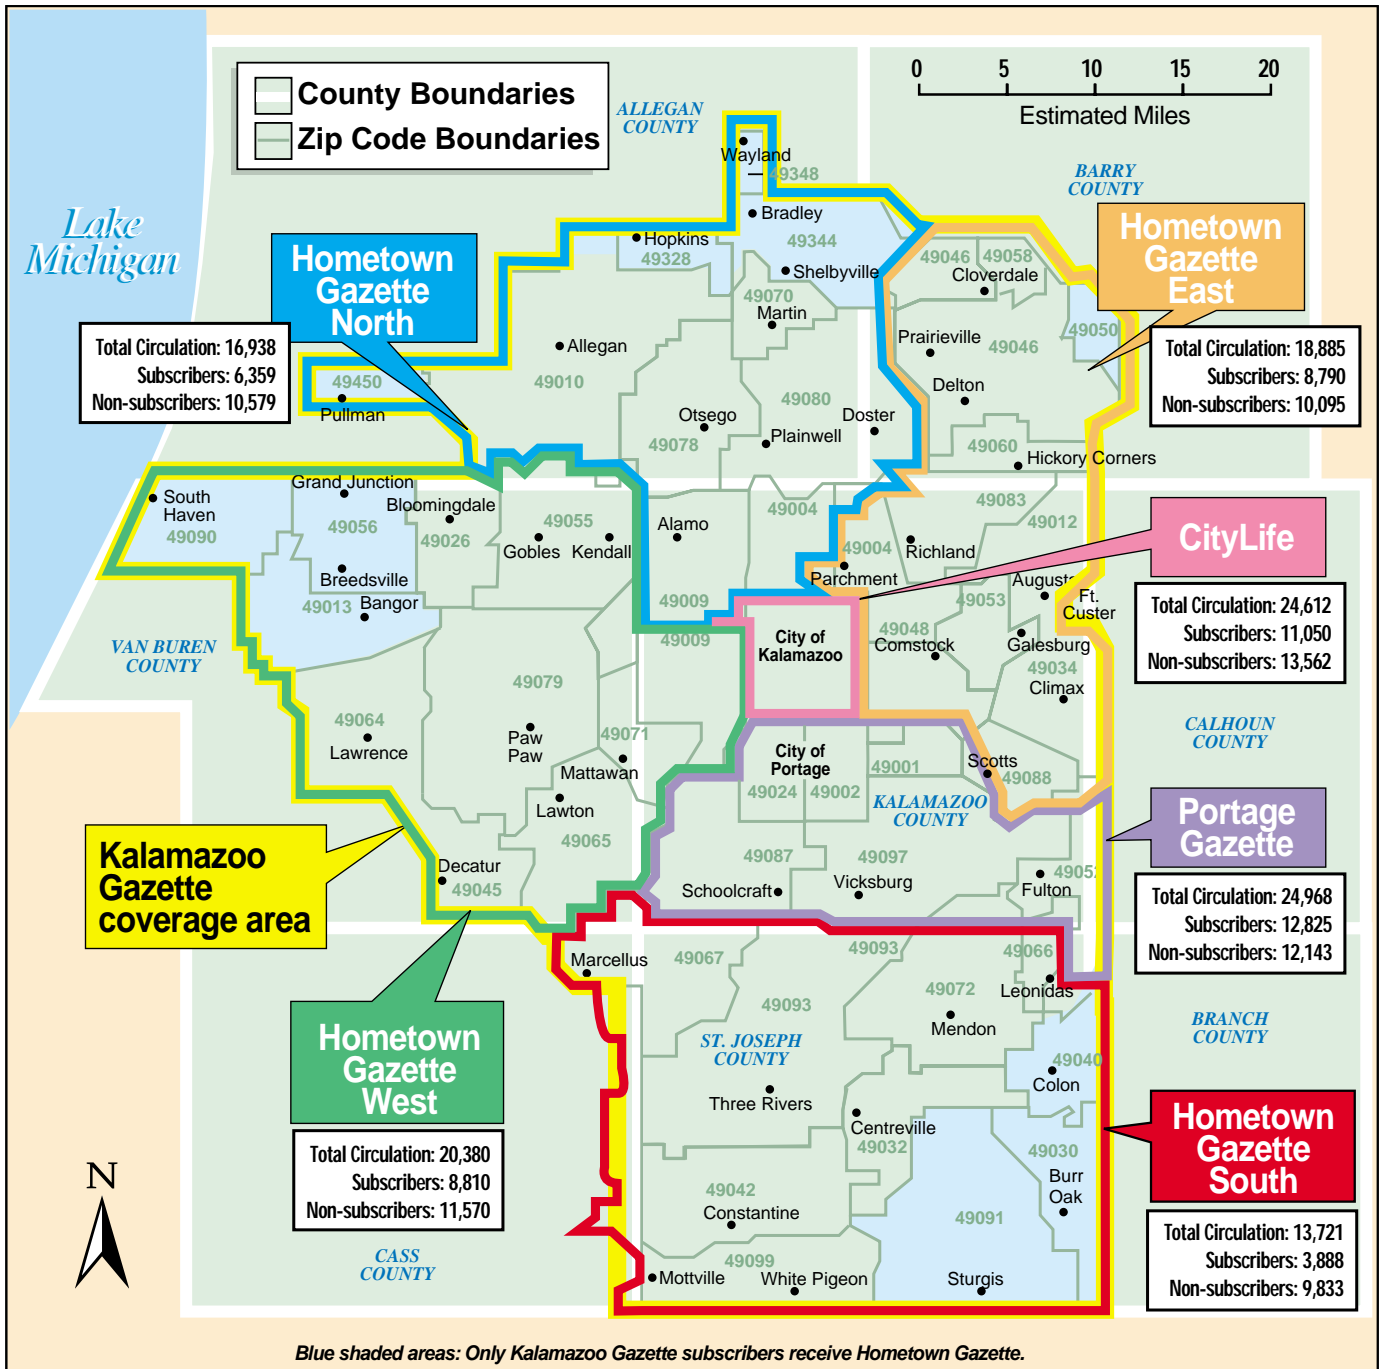 County Boundaries
Zip Code Boundaries
0 5 10 15 20
Estimated Miles
ALLEGAN
COUNTY
BARRY
COUNTY
Lake
Michigan
Wayland
49348
Bradley
Hopkins
49328
49344
Shelbyville
49046
49058
Cloverdale
Hometown
Gazette
North
Hometown
Gazette
East
Total Circulation: 16,938
Subscribers: 6,359
Non-subscribers: 10,579
Total Circulation: 18,885
Subscribers: 8,790
Non-subscribers: 10,095
49070
Martin
Allegan
49010
49450
Pullman
Prairieville
49046
49050
Delton
49080
Otsego
49078
Plainwell
Doster
49060
Hickory Corners
South
Haven
49090
Grand Junction
49056
Bloomingdale
49026
49055
Gobles
Kendall
Alamo
49004
49083
49012
49004
Richland
Parchment
CityLife
Total Circulation: 24,612
Subscribers: 11,050
Non-subscribers: 13,562
Breedsville
49013
Bangor
49009
49009
City of
Kalamazoo
49053
Augusta
Ft.
Custer
49048
Comstock
Galesburg
49034
Climax
VAN BUREN
COUNTY
CALHOUN
COUNTY
49079
49064
Lawrence
Paw
Paw
49071
Mattawan
Lawton
49065
City of
Portage
49024
49002
49001
Scotts
49088
KALAMAZOO
COUNTY
Portage
Gazette
Total Circulation: 24,968
Subscribers: 12,825
Non-subscribers: 12,143
Kalamazoo
Gazette
coverage area
Decatur
49045
49087
Schoolcraft
49097
Vicksburg
Fulton
49052
Marcellus
49067
49093
49093
49066
Leonidas
49072
Mendon
Hometown
Gazette
West
Total Circulation: 20,380
Subscribers: 8,810
Non-subscribers: 11,570
ST. JOSEPH
COUNTY
BRANCH
COUNTY
49040
Colon
Three Rivers
Centreville
49032
49030
Burr
Oak
Hometown
Gazette
South
Total Circulation: 13,721
Subscribers: 3,888
Non-subscribers: 9,833
49042
Constantine
49091
49099
Mottville
White Pigeon
Sturgis
N
CASS
COUNTY
Blue shaded areas: Only Kalamazoo Gazette subscribers receive Hometown Gazette.